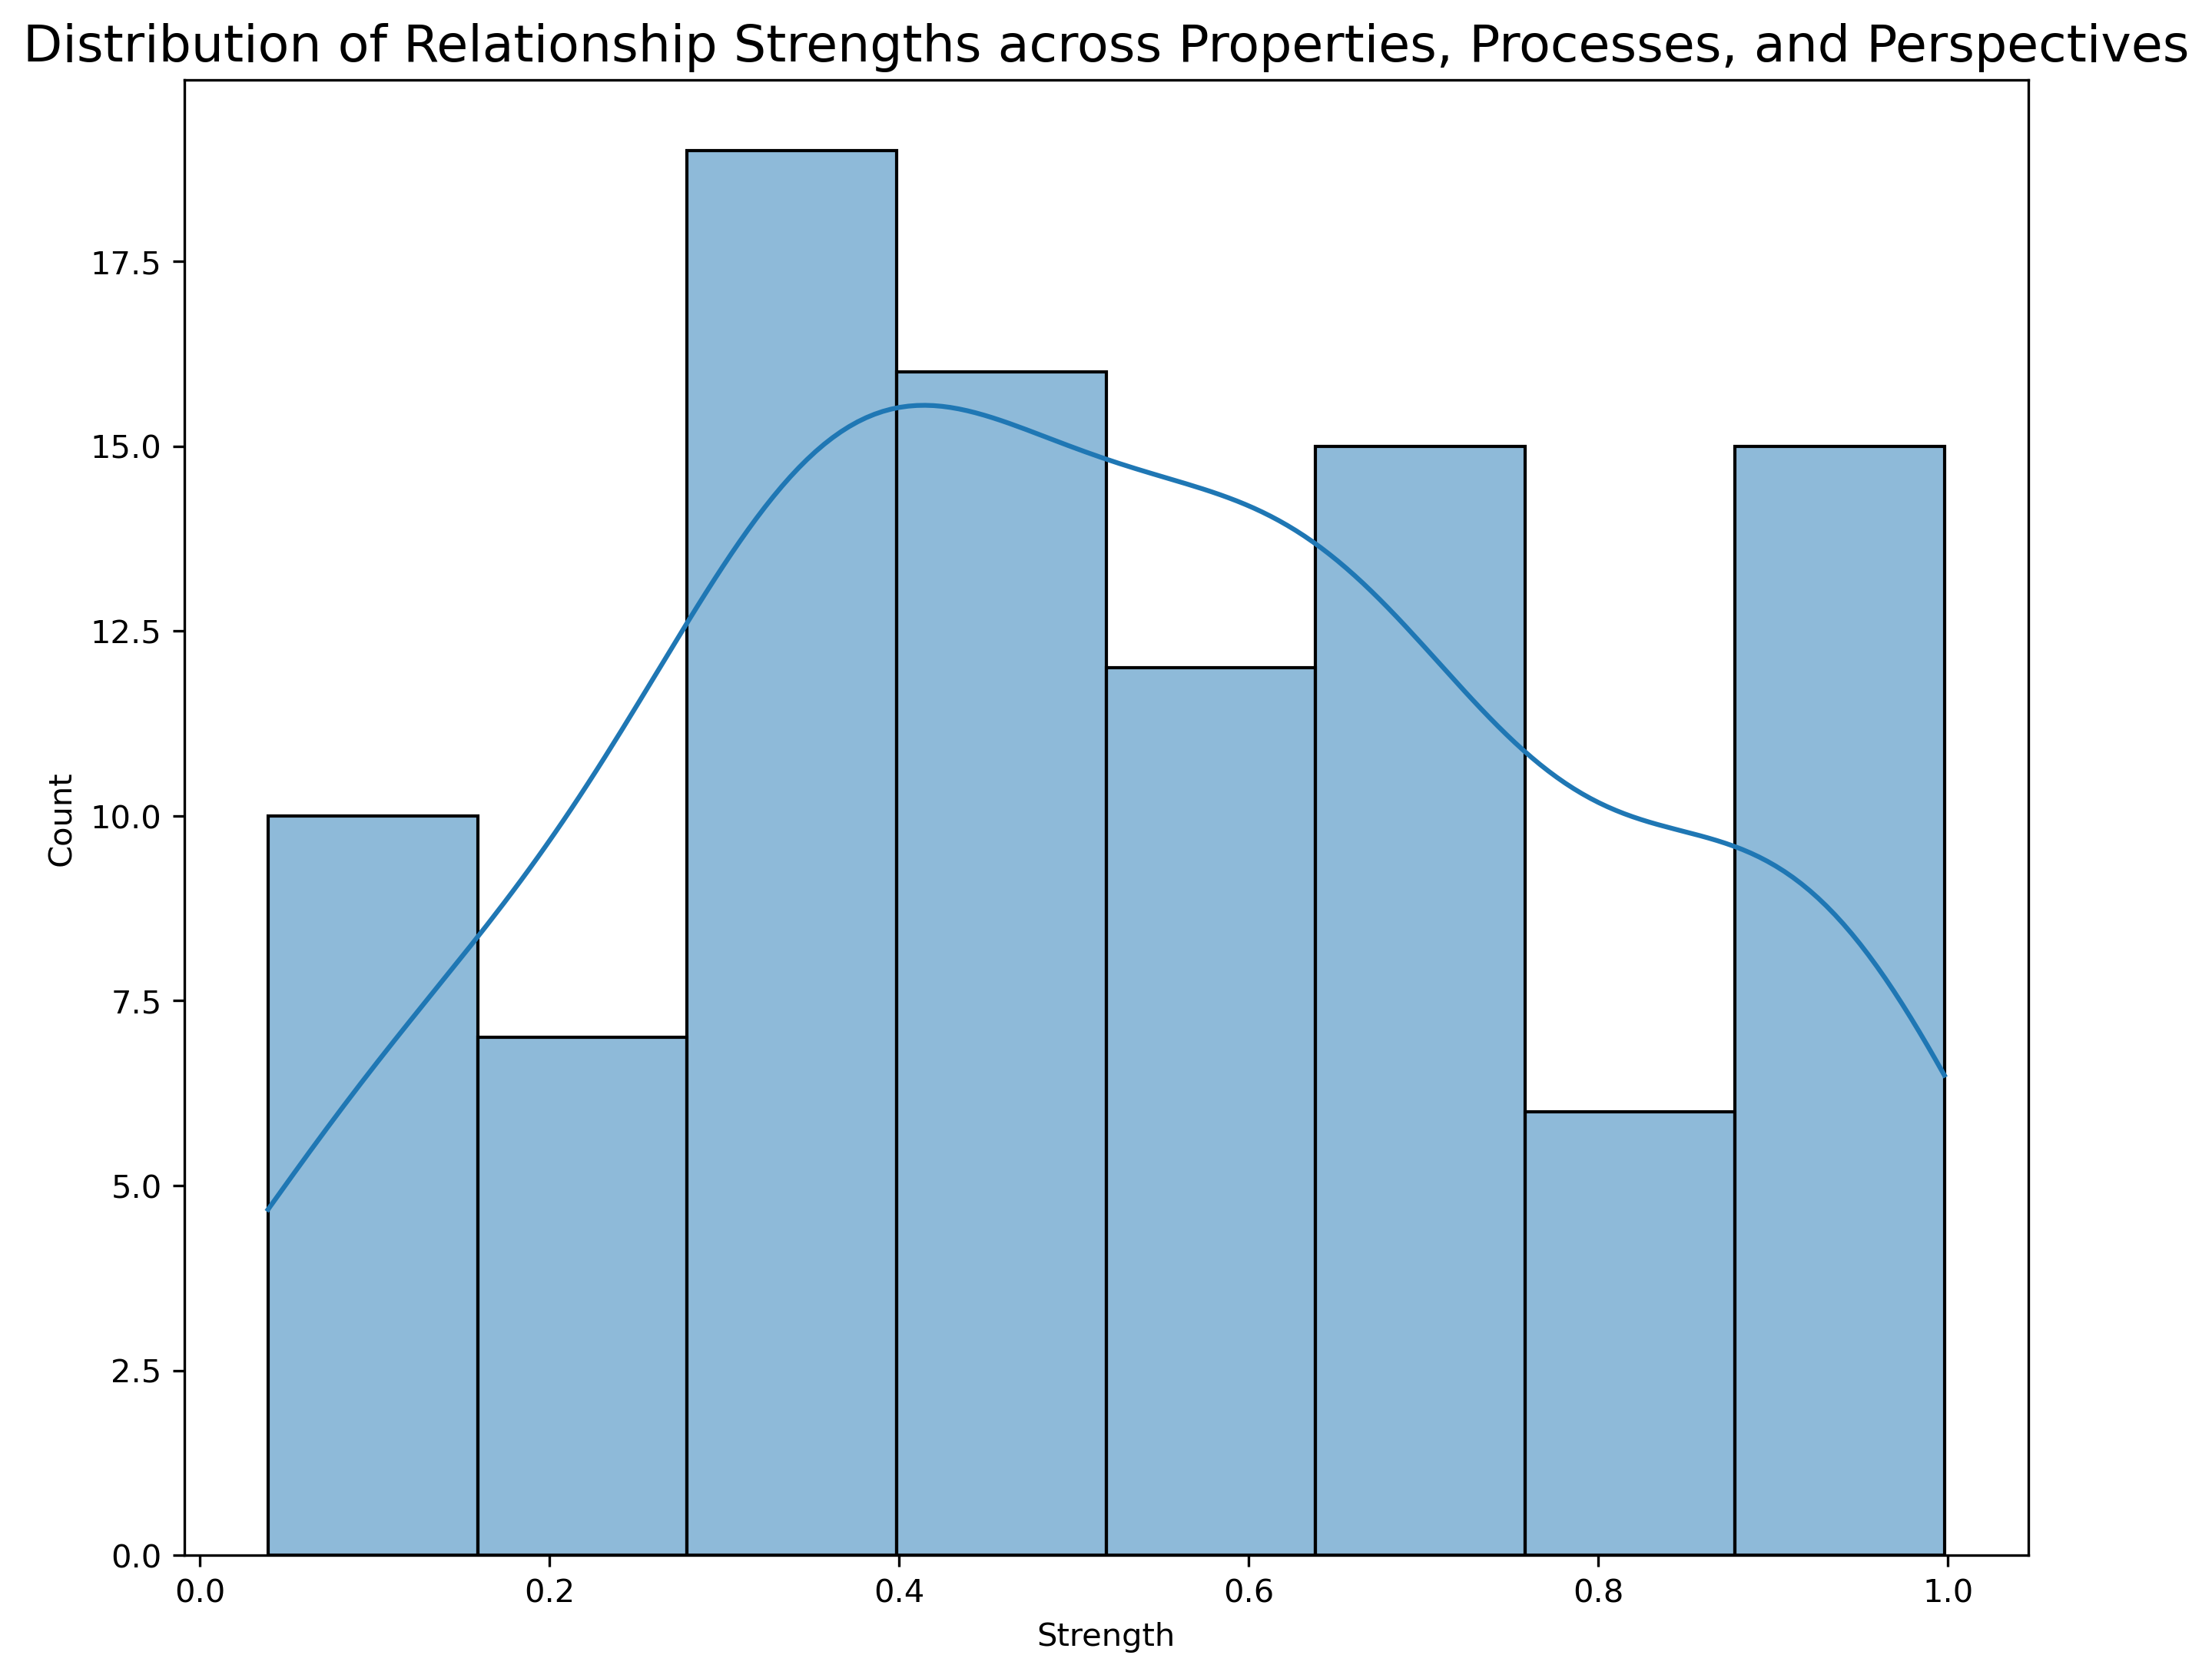 Distribution of Relationship Strengths across Properties, Processes, and Perspectives
17.5
15.0
12.5
10.0
7.5
5.0
2.5
0.0
Count
0.0 0.2 0.4 0.6 0.8 1.0
Strength